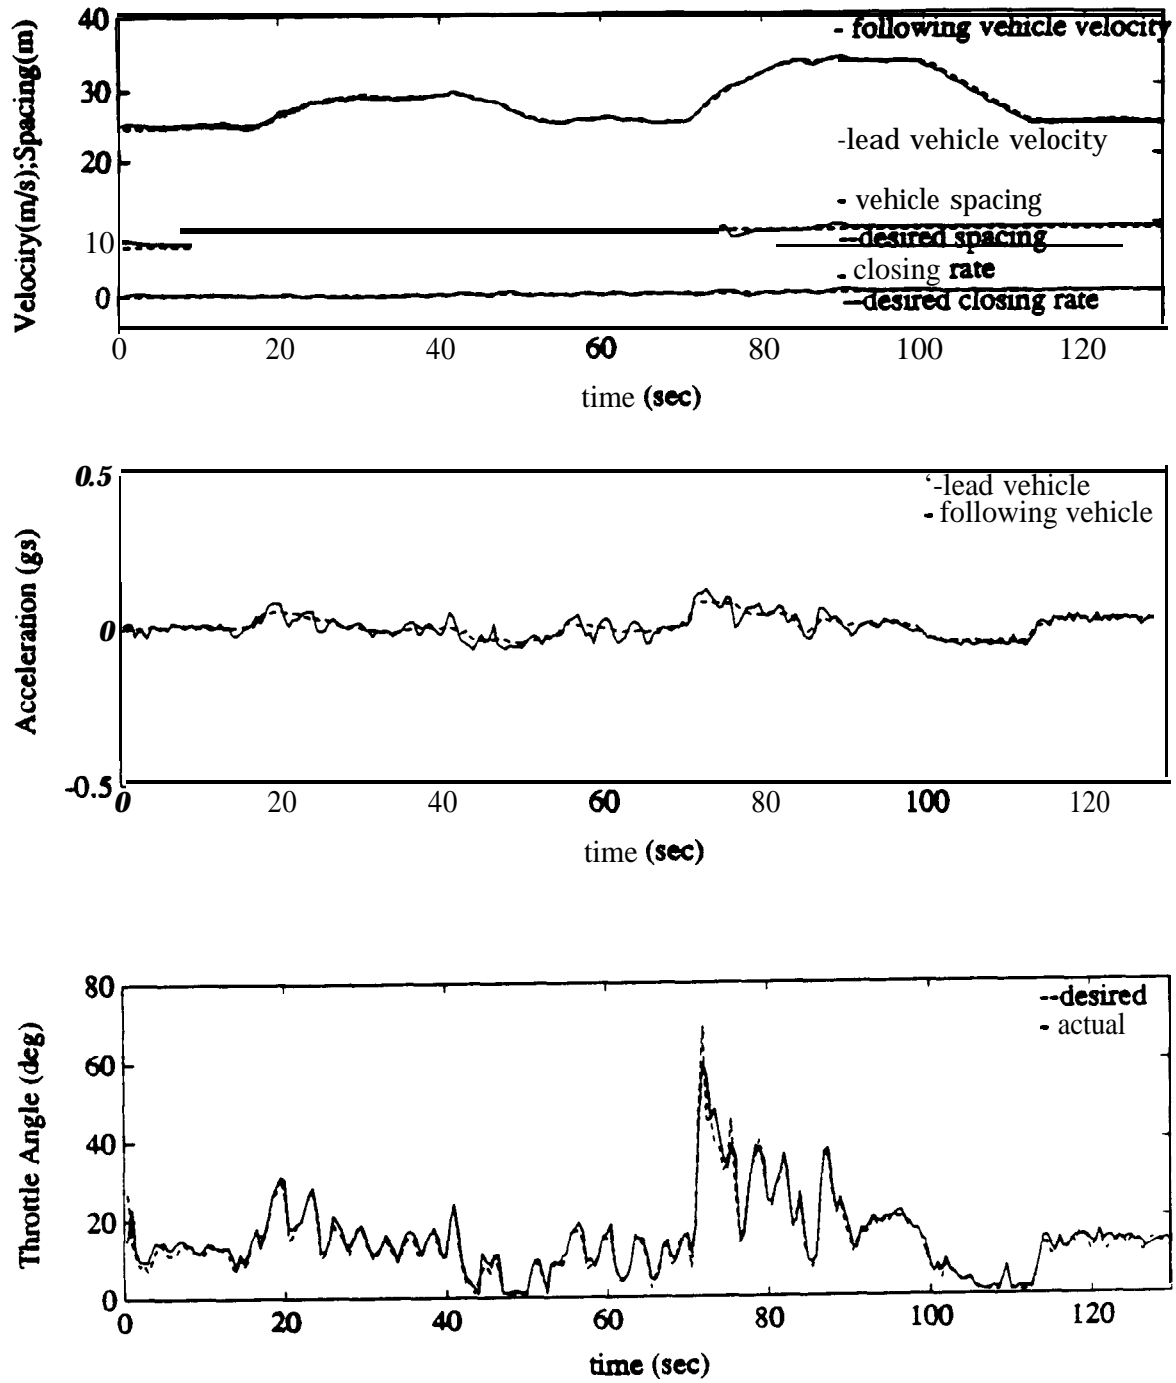 Velocity(m/s);Spacing(m)
40
30
20
10
0
- following vehicle velocity
-lead vehicle velocity
- vehicle spacing
--desired spacing
- closing rate
--desired closing rate
0 20 40 60 80 100 120
time (sec)
Acceleration (gs)
0.5
0
-0.5
‘-lead vehicle
- following vehicle
0 20 40 60 80 100 120
time (sec)
Throttle Angle (deg)
80
60
40
20
0
--desired
- actual
0 20 40 60 80 100 120
time (sec)